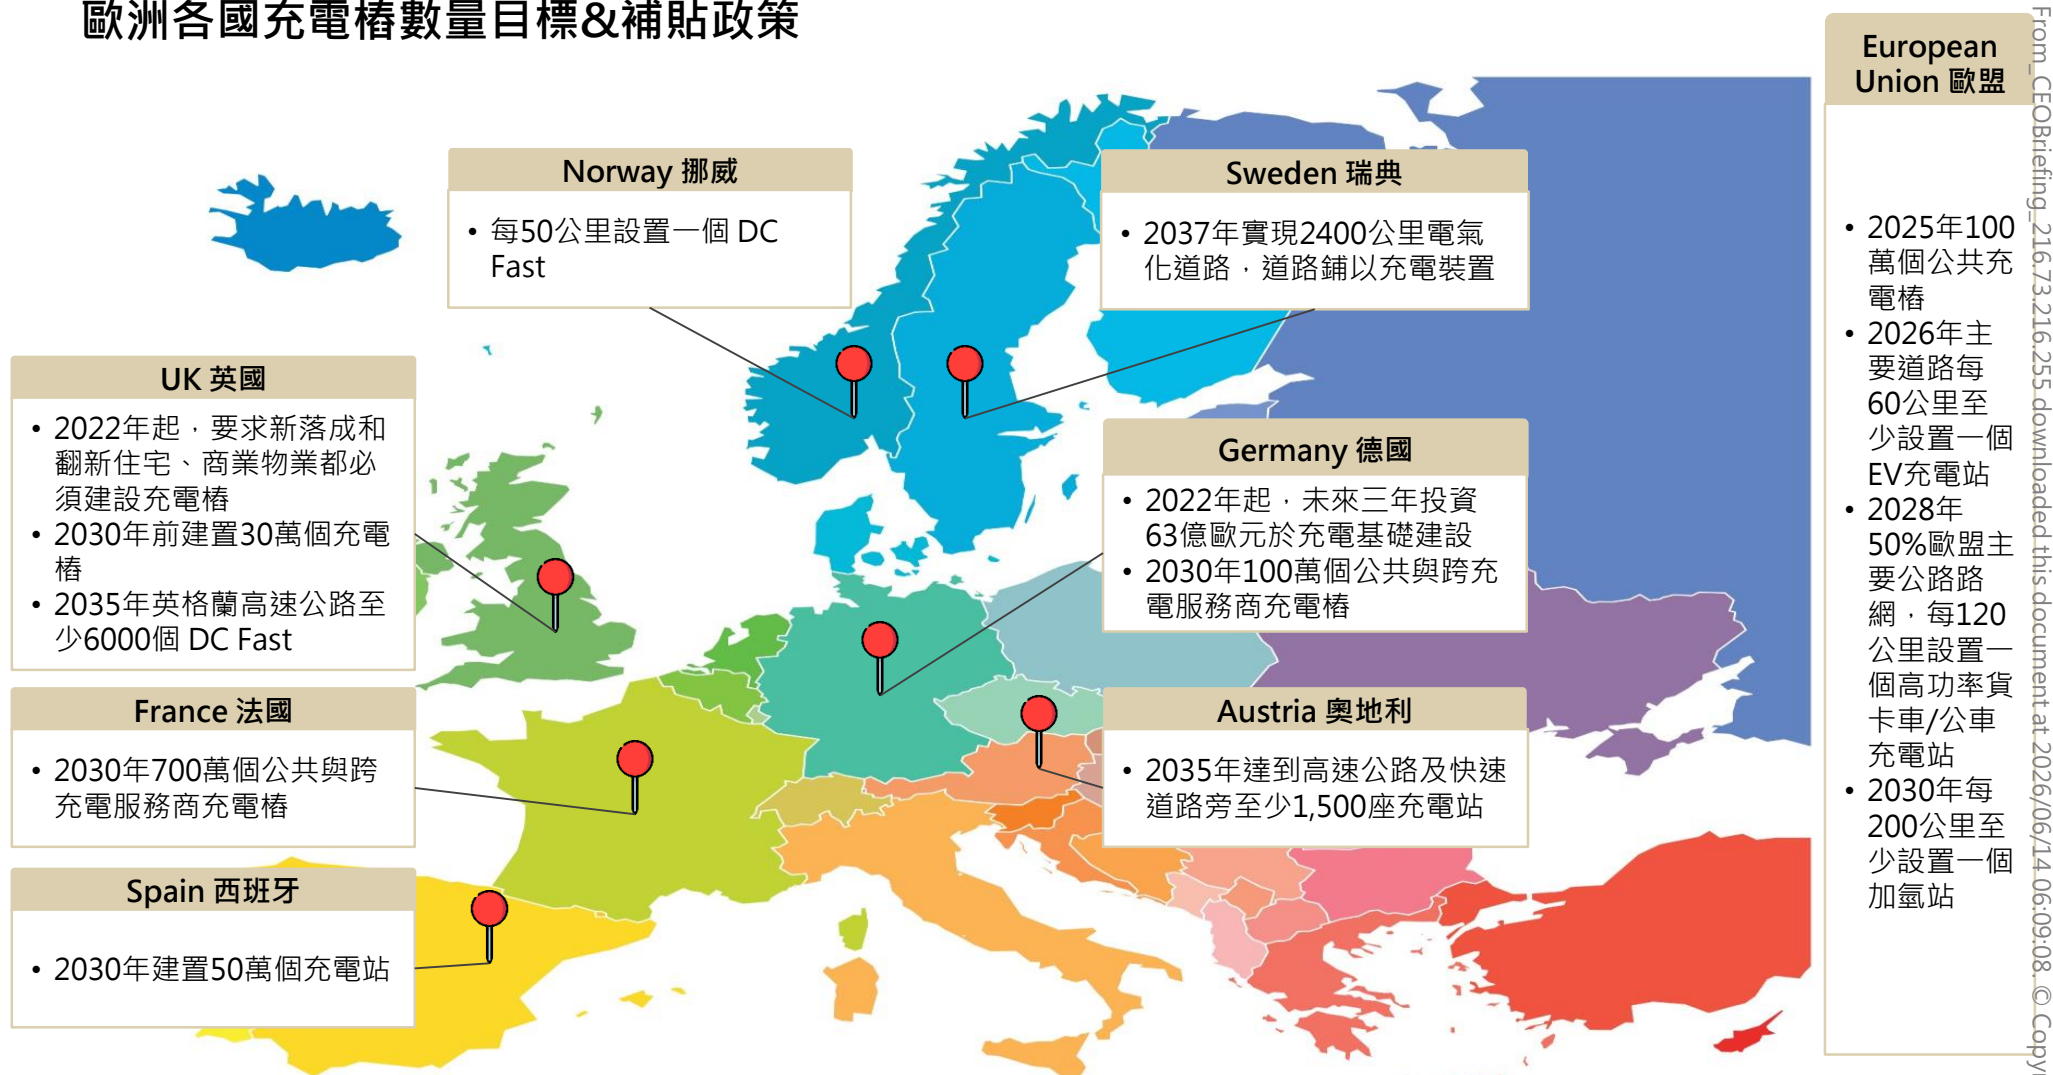 歐洲各國充電樁數量目標&補貼政策
European
Union 歐盟
• 2025年100
萬個公共充
電樁
• 2026年主
要道路每
60公里至
少設置一個
EV充電站
• 2028年
50%歐盟主
要公路路
網，每120
公里設置一
個高功率貨
卡車/公車
充電站
• 2030年每
200公里至
少設置一個
加氫站
Norway 挪威
• 每50公里設置一個 DC
Fast
Sweden 瑞典
• 2037年實現2400公里電氣
化道路，道路鋪以充電裝置
UK 英國
• 2022年起，要求新落成和
翻新住宅、商業物業都必
須建設充電樁
• 2030年前建置30萬個充電
樁
• 2035年英格蘭高速公路至
少6000個 DC Fast
Germany 德國
• 2022年起，未來三年投資
63億歐元於充電基礎建設
• 2030年100萬個公共與跨充
電服務商充電樁
France 法國
• 2030年700萬個公共與跨
充電服務商充電樁
Austria 奧地利
• 2035年達到高速公路及快速
道路旁至少1,500座充電站
Spain 西班牙
• 2030年建置50萬個充電站
From_CEOBriefing_216.73.216.255.downloaded this document at 2026/06/14 06:09:08. ©